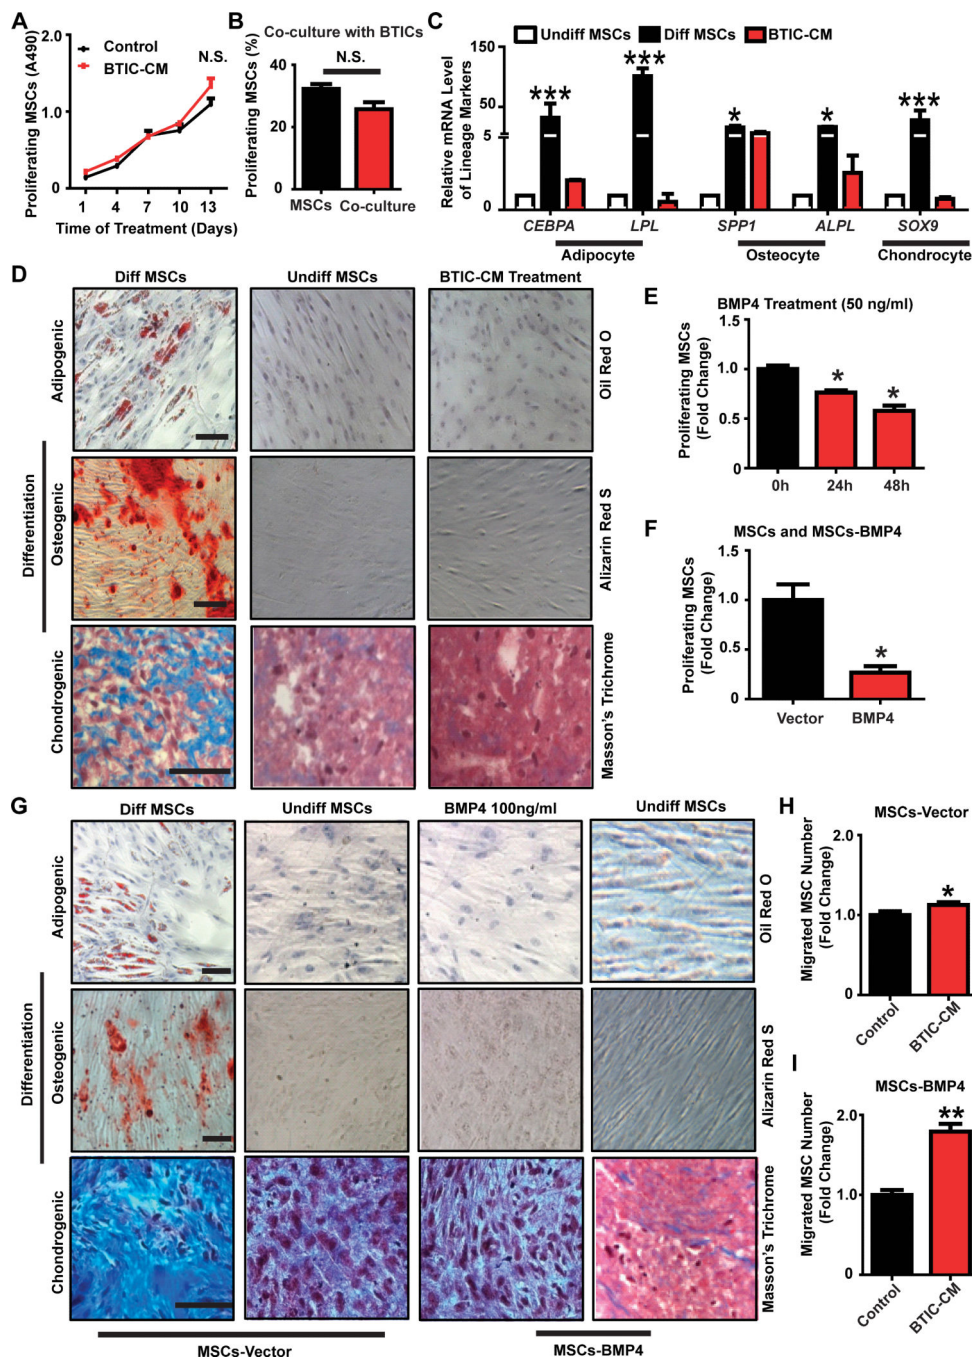 A
Control
BTIC-CM
N.S.
Proliferating MSCs (A490)
2.0
1.0
0
1 4 7 10 13
Time of Treatment (Days)
B
Co-culture with BTICs
N.S.
Proliferating MSCs (%)
40
20
0
MSCs
Co-culture
C
Undiff MSCs Diff MSCs BTIC-CM
Relative mRNA Level
of Lineage Markers
150
50
5
0
*** *** * * ***
CEBPA LPL SPP1 ALPL SOX9
Adipocyte Osteocyte Chondrocyte
D
Diff MSCs Undiff MSCs BTIC-CM Treatment
Differentiation
Adipogenic
Oil Red O
Osteogenic
Alizarin Red S
Chondrogenic
Masson's Trichrome
E
BMP4 Treatment (50 ng/ml)
Proliferating MSCs
(Fold Change)
1.5
1.0
0.5
0
* *
0h 24h 48h
F
MSCs and MSCs-BMP4
Proliferating MSCs
(Fold Change)
1.5
1.0
0.5
0
*
Vector BMP4
G
Diff MSCs Undiff MSCs BMP4 100ng/ml Undiff MSCs
Differentiation
Adipogenic
Oil Red O
Osteogenic
Alizarin Red S
Chondrogenic
Masson's Trichrome
MSCs-Vector MSCs-BMP4
H
MSCs-Vector
Migrated MSC Number
(Fold Change)
2.0
1.0
0
*
Control
BTIC-CM
I
MSCs-BMP4
Migrated MSC Number
(Fold Change)
2.0
1.0
0
**
Control
BTIC-CM